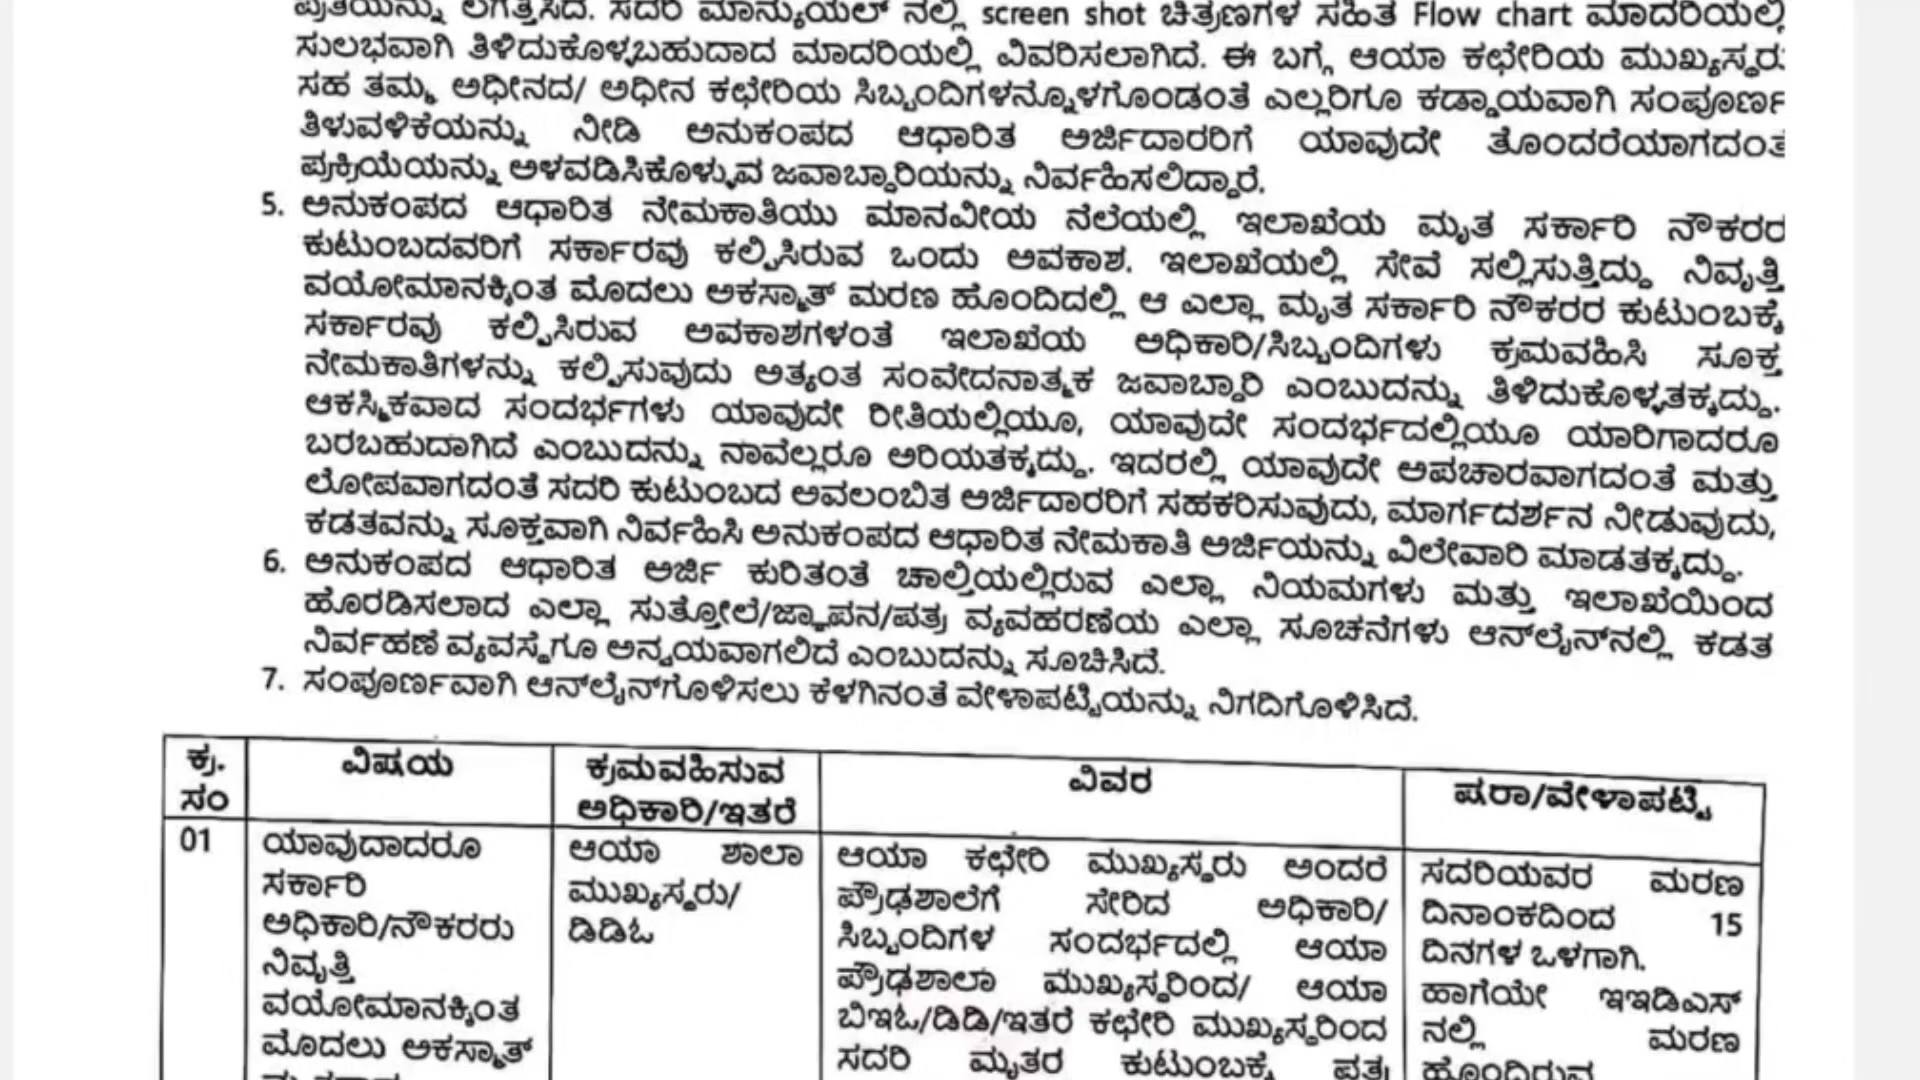 ಪ್ರತಿಯನ್ನು ಲಗತ್ತಿಸಿದೆ. ಸದರಿ ಮಾನ್ಯುಯಲ್ ನಲ್ಲಿ screen shot ಚಿತ್ರಣಗಳ ಸಹಿತ Flow chart ಮಾದರಿಯಲ್ಲಿ
ಸುಲಭವಾಗಿ ತಿಳಿದುಕೊಳ್ಳಬಹುದಾದ ಮಾದರಿಯಲ್ಲಿ ವಿವರಿಸಲಾಗಿದೆ. ಈ ಬಗ್ಗೆ ಆಯಾ ಕಛೇರಿಯ ಮುಖ್ಯಸ್ಥರು
ಸಹ ತಮ್ಮ ಅಧೀನದ/ ಅಧೀನ ಕಛೇರಿಯ ಸಿಬ್ಬಂದಿಗಳನ್ನೊಳಗೊಂಡಂತೆ ಎಲ್ಲರಿಗೂ ಕಡ್ಡಾಯವಾಗಿ ಸಂಪೂರ್ಣ
ತಿಳುವಳಿಕೆಯನ್ನು ನೀಡಿ ಅನುಕಂಪದ ಆಧಾರಿತ ಅರ್ಜಿದಾರರಿಗೆ ಯಾವುದೇ ತೊಂದರೆಯಾಗದಂತೆ
ಪ್ರಕ್ರಿಯೆಯನ್ನು ಅಳವಡಿಸಿಕೊಳ್ಳುವ ಜವಾಬ್ದಾರಿಯನ್ನು ನಿರ್ವಹಿಸಲಿದ್ದಾರೆ.
5. ಅನುಕಂಪದ ಆಧಾರಿತ ನೇಮಕಾತಿಯು ಮಾನವೀಯ ನೆಲೆಯಲ್ಲಿ ಇಲಾಖೆಯ ಮೃತ ಸರ್ಕಾರಿ ನೌಕರರ
ಕುಟುಂಬದವರಿಗೆ ಸರ್ಕಾರವು ಕಲ್ಪಿಸಿರುವ ಒಂದು ಅವಕಾಶ. ಇಲಾಖೆಯಲ್ಲಿ ಸೇವೆ ಸಲ್ಲಿಸುತ್ತಿದ್ದು ನಿವೃತ್ತಿ
ವಯೋಮಾನಕ್ಕಿಂತ ಮೊದಲು ಅಕಸ್ಮಾತ್ ಮರಣ ಹೊಂದಿದಲ್ಲಿ ಆ ಎಲ್ಲಾ ಮೃತ ಸರ್ಕಾರಿ ನೌಕರರ ಕುಟುಂಬಕ್ಕೆ
ಸರ್ಕಾರವು ಕಲ್ಪಿಸಿರುವ ಅವಕಾಶಗಳಂತೆ ಇಲಾಖೆಯ ಅಧಿಕಾರಿ/ಸಿಬ್ಬಂದಿಗಳು ಕ್ರಮವಹಿಸಿ ಸೂಕ್ತ
ನೇಮಕಾತಿಗಳನ್ನು ಕಲ್ಪಿಸುವುದು ಅತ್ಯಂತ ಸಂವೇದನಾತ್ಮಕ ಜವಾಬ್ದಾರಿ ಎಂಬುದನ್ನು ತಿಳಿದುಕೊಳ್ಳತಕ್ಕದ್ದು.
ಆಕಸ್ಮಿಕವಾದ ಸಂದರ್ಭಗಳು ಯಾವುದೇ ರೀತಿಯಲ್ಲಿಯೂ, ಯಾವುದೇ ಸಂದರ್ಭದಲ್ಲಿಯೂ ಯಾರಿಗಾದರೂ
ಬರಬಹುದಾಗಿದೆ ಎಂಬುದನ್ನು ನಾವೆಲ್ಲರೂ ಅರಿಯತಕ್ಕದ್ದು. ಇದರಲ್ಲಿ ಯಾವುದೇ ಅಪಚಾರವಾಗದಂತೆ ಮತ್ತು
ಲೋಪವಾಗದಂತೆ ಸದರಿ ಕುಟುಂಬದ ಅವಲಂಬಿತ ಅರ್ಜಿದಾರರಿಗೆ ಸಹಕರಿಸುವುದು, ಮಾರ್ಗದರ್ಶನ ನೀಡುವುದು,
ಕಡತವನ್ನು ಸೂಕ್ತವಾಗಿ ನಿರ್ವಹಿಸಿ ಅನುಕಂಪದ ಆಧಾರಿತ ನೇಮಕಾತಿ ಅರ್ಜಿಯನ್ನು ವಿಲೇವಾರಿ ಮಾಡತಕ್ಕದ್ದು.
6. ಅನುಕಂಪದ ಆಧಾರಿತ ಅರ್ಜಿ ಕುರಿತಂತೆ ಚಾಲ್ತಿಯಲ್ಲಿರುವ ಎಲ್ಲಾ ನಿಯಮಗಳು ಮತ್ತು ಇಲಾಖೆಯಿಂದ
ಹೊರಡಿಸಲಾದ ಎಲ್ಲಾ ಸುತ್ತೋಲೆ/ಜ್ಞಾಪನ/ಪತ್ರ ವ್ಯವಹರಣೆಯ ಎಲ್ಲಾ ಸೂಚನೆಗಳು ಆನ್‌ಲೈನ್‌ನಲ್ಲಿ ಕಡತ
ನಿರ್ವಹಣೆ ವ್ಯವಸ್ಥೆಗೂ ಅನ್ವಯವಾಗಲಿದೆ ಎಂಬುದನ್ನು ಸೂಚಿಸಿದೆ.
7. ಸಂಪೂರ್ಣವಾಗಿ ಆನ್‌ಲೈನ್‌ಗೊಳಿಸಲು ಕೆಳಗಿನಂತೆ ವೇಳಾಪಟ್ಟಿಯನ್ನು ನಿಗದಿಗೊಳಿಸಿದೆ.
ಕ್ರ.
ಸಂ
ವಿಷಯ
ಕ್ರಮವಹಿಸುವ
ಅಧಿಕಾರಿ/ಇತರೆ
ವಿವರ
ಷರಾ/ವೇಳಾಪಟ್ಟಿ
01
ಯಾವುದಾದರೂ
ಸರ್ಕಾರಿ
ಅಧಿಕಾರಿ/ನೌಕರರು
ನಿವೃತ್ತಿ
ವಯೋಮಾನಕ್ಕಿಂತ
ಮೊದಲು ಅಕಸ್ಮಾತ್
ಆಯಾ ಶಾಲಾ
ಮುಖ್ಯಸ್ಥರು/
ಡಿಡಿಓ
ಆಯಾ ಕಛೇರಿ ಮುಖ್ಯಸ್ಥರು ಅಂದರೆ
ಪ್ರೌಢಶಾಲೆಗೆ ಸೇರಿದ ಅಧಿಕಾರಿ/
ಸಿಬ್ಬಂದಿಗಳ ಸಂದರ್ಭದಲ್ಲಿ ಆಯಾ
ಪ್ರೌಢಶಾಲಾ ಮುಖ್ಯಸ್ಥರಿಂದ/ ಆಯಾ
ಬಿಇಓ/ಡಿಡಿ/ಇತರೆ ಕಛೇರಿ ಮುಖ್ಯಸ್ಥರಿಂದ
ಸದರಿ ಮೃತರ ಕುಟುಂಬಕ್ಕೆ ಪತ್ರ
ಸದರಿಯವರ ಮರಣ
ದಿನಾಂಕದಿಂದ 15
ದಿನಗಳ ಒಳಗಾಗಿ.
ಹಾಗೆಯೇ ಇಇಡಿಎಸ್
ನಲ್ಲಿ ಮರಣ
ಹೊಂದಿರುವ